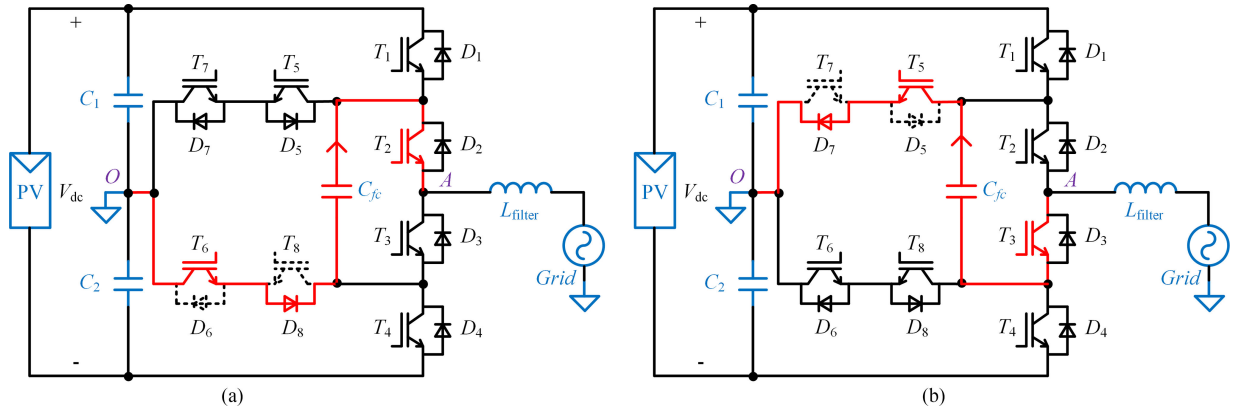 +
T1
D1
T7
T5
C1
D7
D5
T2
D2
O
A
PV
Vdc
Cfc
Lfilter
T6
T8
T3
D3
C2
Grid
D6
D8
T4
D4
-
(a)
+
T1
D1
T7
T5
C1
D7
D5
T2
D2
O
A
PV
Vdc
Cfc
Lfilter
T6
T8
T3
D3
C2
Grid
D6
D8
T4
D4
-
(b)